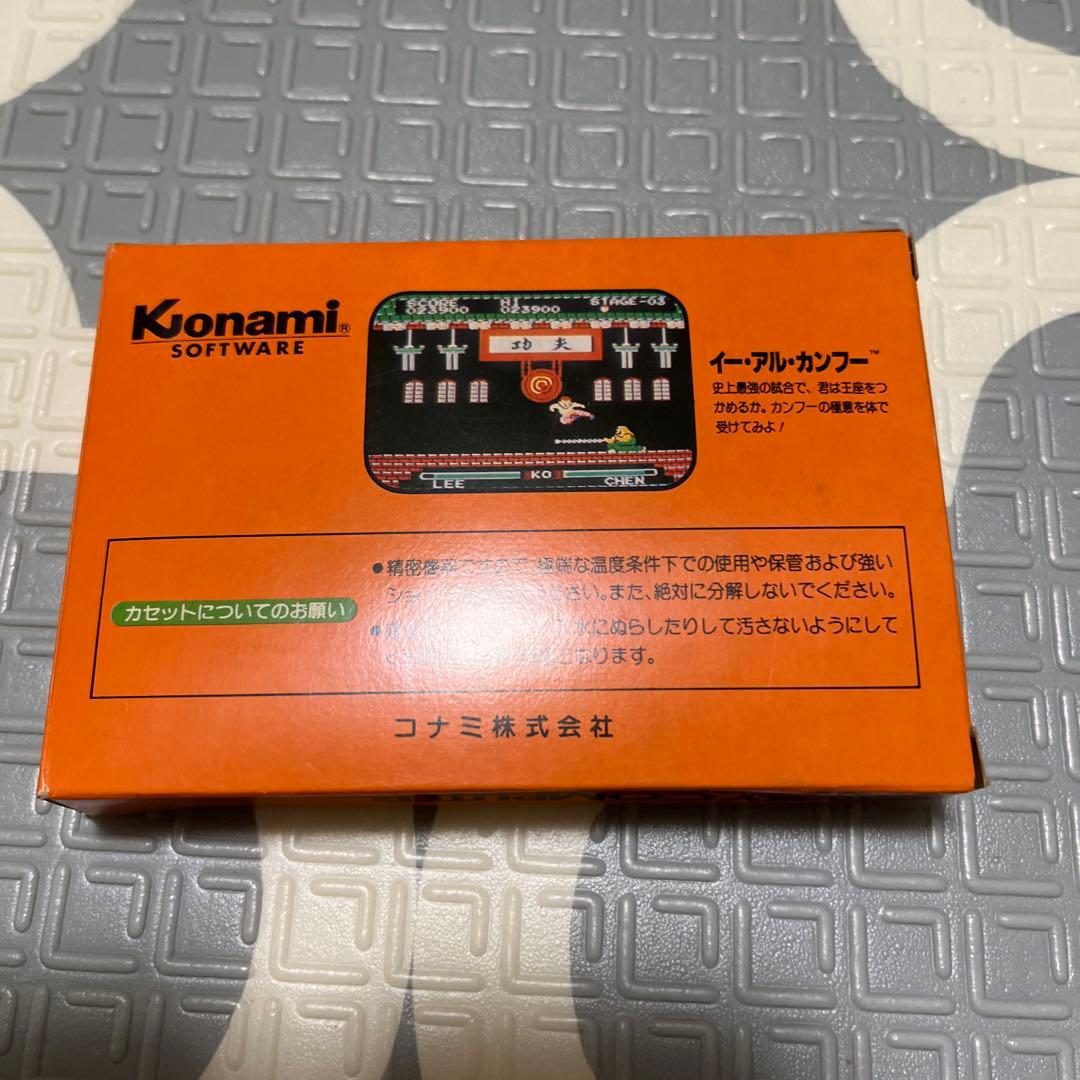 Konami®
SOFTWARE
SCORE HI STAGE-03
023900 023900
功夫
LEE KO CHEN
イー・アル・カンフー™
史上最強の試合で、君は王座をつ
かめるか。カンフーの極意を体で
受けてみよ!
カセットについてのお願い
●精密機器ですので、極端な温度条件下での使用や保管および強い
ださい。また、絶対に分解しないでください。
水にぬらしたりして汚さないようにして
となります。
コナミ株式会社